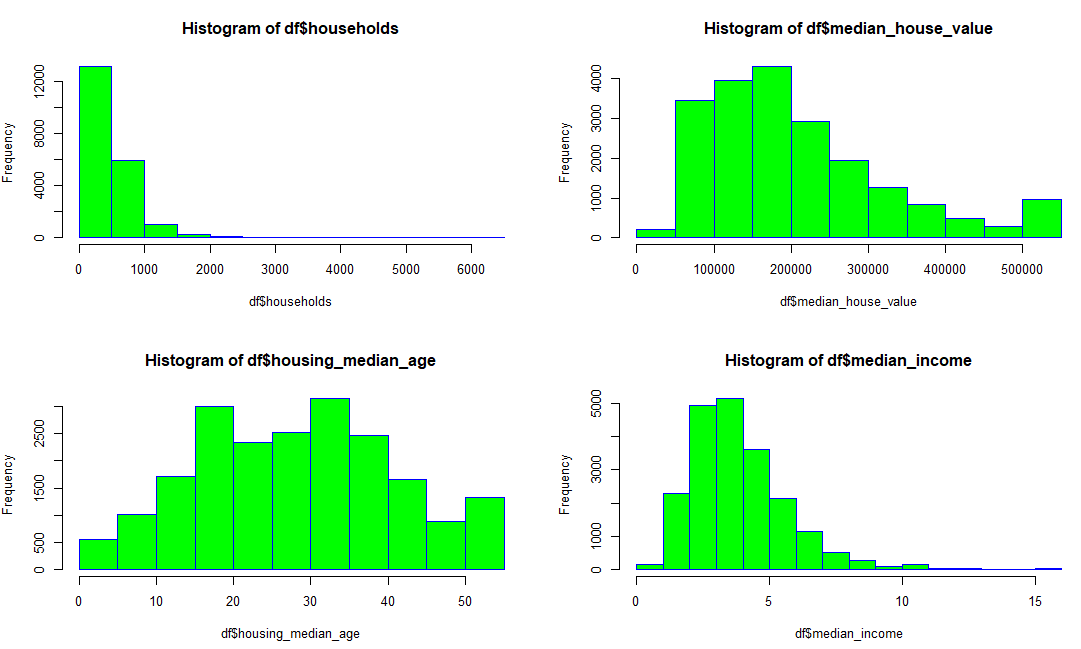 Histogram of df$households
Frequency
12000
8000
4000
0
0 1000 2000 3000 4000 5000 6000
df$households
Histogram of df$median_house_value
Frequency
4000
3000
2000
1000
0
0 100000 200000 300000 400000 500000
df$median_house_value
Histogram of df$housing_median_age
Frequency
2500
1500
500
0
0 10 20 30 40 50
df$housing_median_age
Histogram of df$median_income
Frequency
5000
3000
1000
0
0 5 10 15
df$median_income